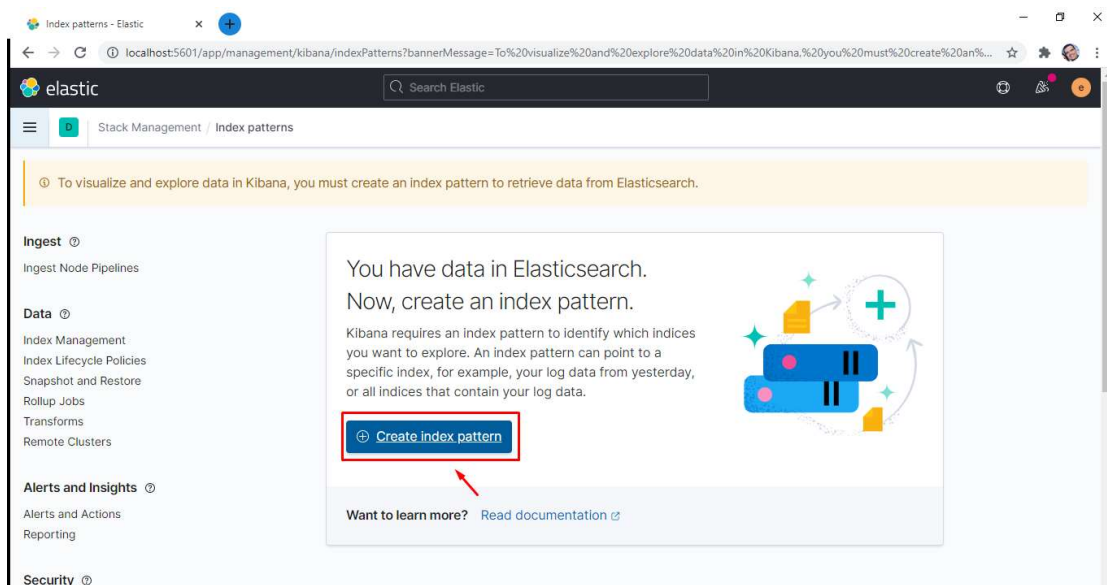 Index patterns - Elastic
localhost:5601/app/management/kibana/indexPatterns?bannerMessage=To%20visualize%20and%20explore%20data%20in%20Kibana,%20you%20must%20create%20an%...
elastic
Search Elastic
e
D
Stack Management / Index patterns
To visualize and explore data in Kibana, you must create an index pattern to retrieve data from Elasticsearch.
Ingest
Ingest Node Pipelines
Data
Index Management
Index Lifecycle Policies
Snapshot and Restore
Rollup Jobs
Transforms
Remote Clusters
Alerts and Insights
Alerts and Actions
Reporting
Security
You have data in Elasticsearch.
Now, create an index pattern.
Kibana requires an index pattern to identify which indices
you want to explore. An index pattern can point to a
specific index, for example, your log data from yesterday,
or all indices that contain your log data.
Create index pattern
Want to learn more? Read documentation